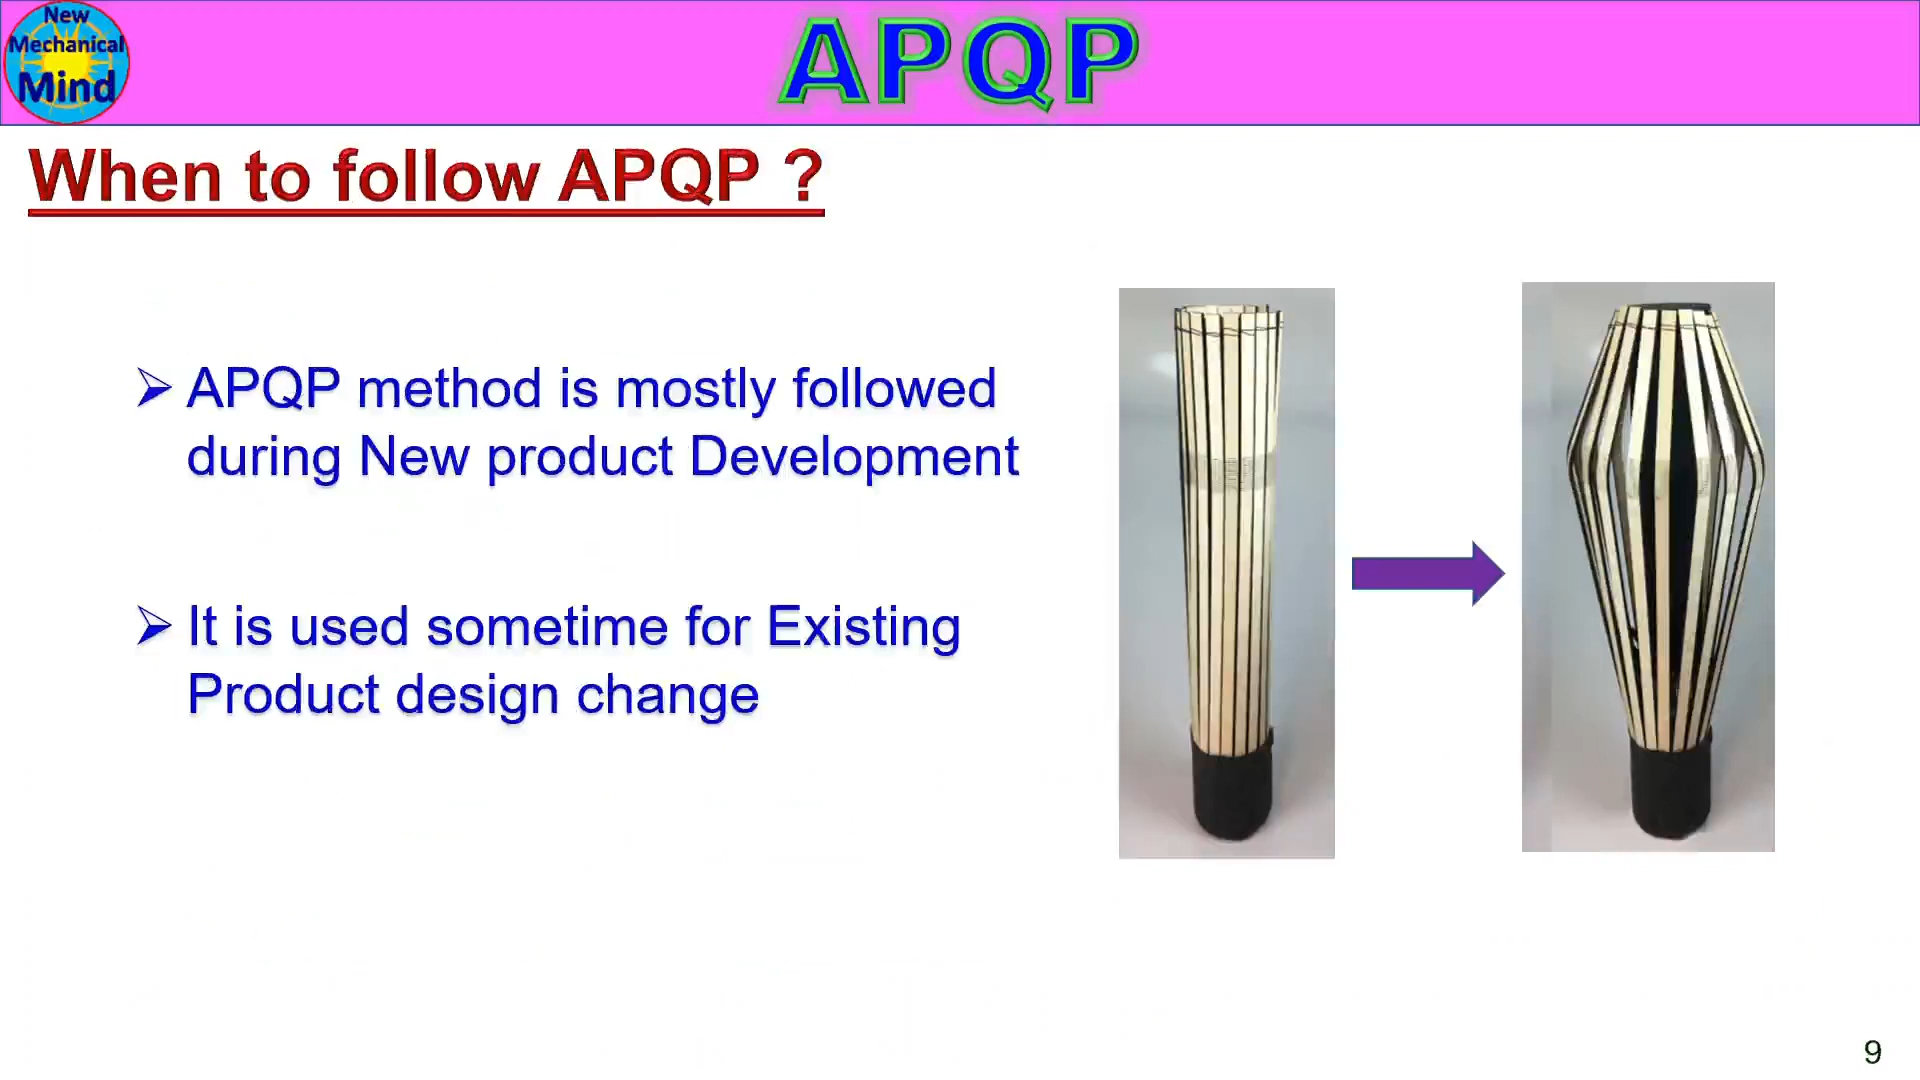 New
Mechanical
Mind
APQP
When to follow APQP ?
➢ APQP method is mostly followed
during New product Development
➢ It is used sometime for Existing
Product design change
9